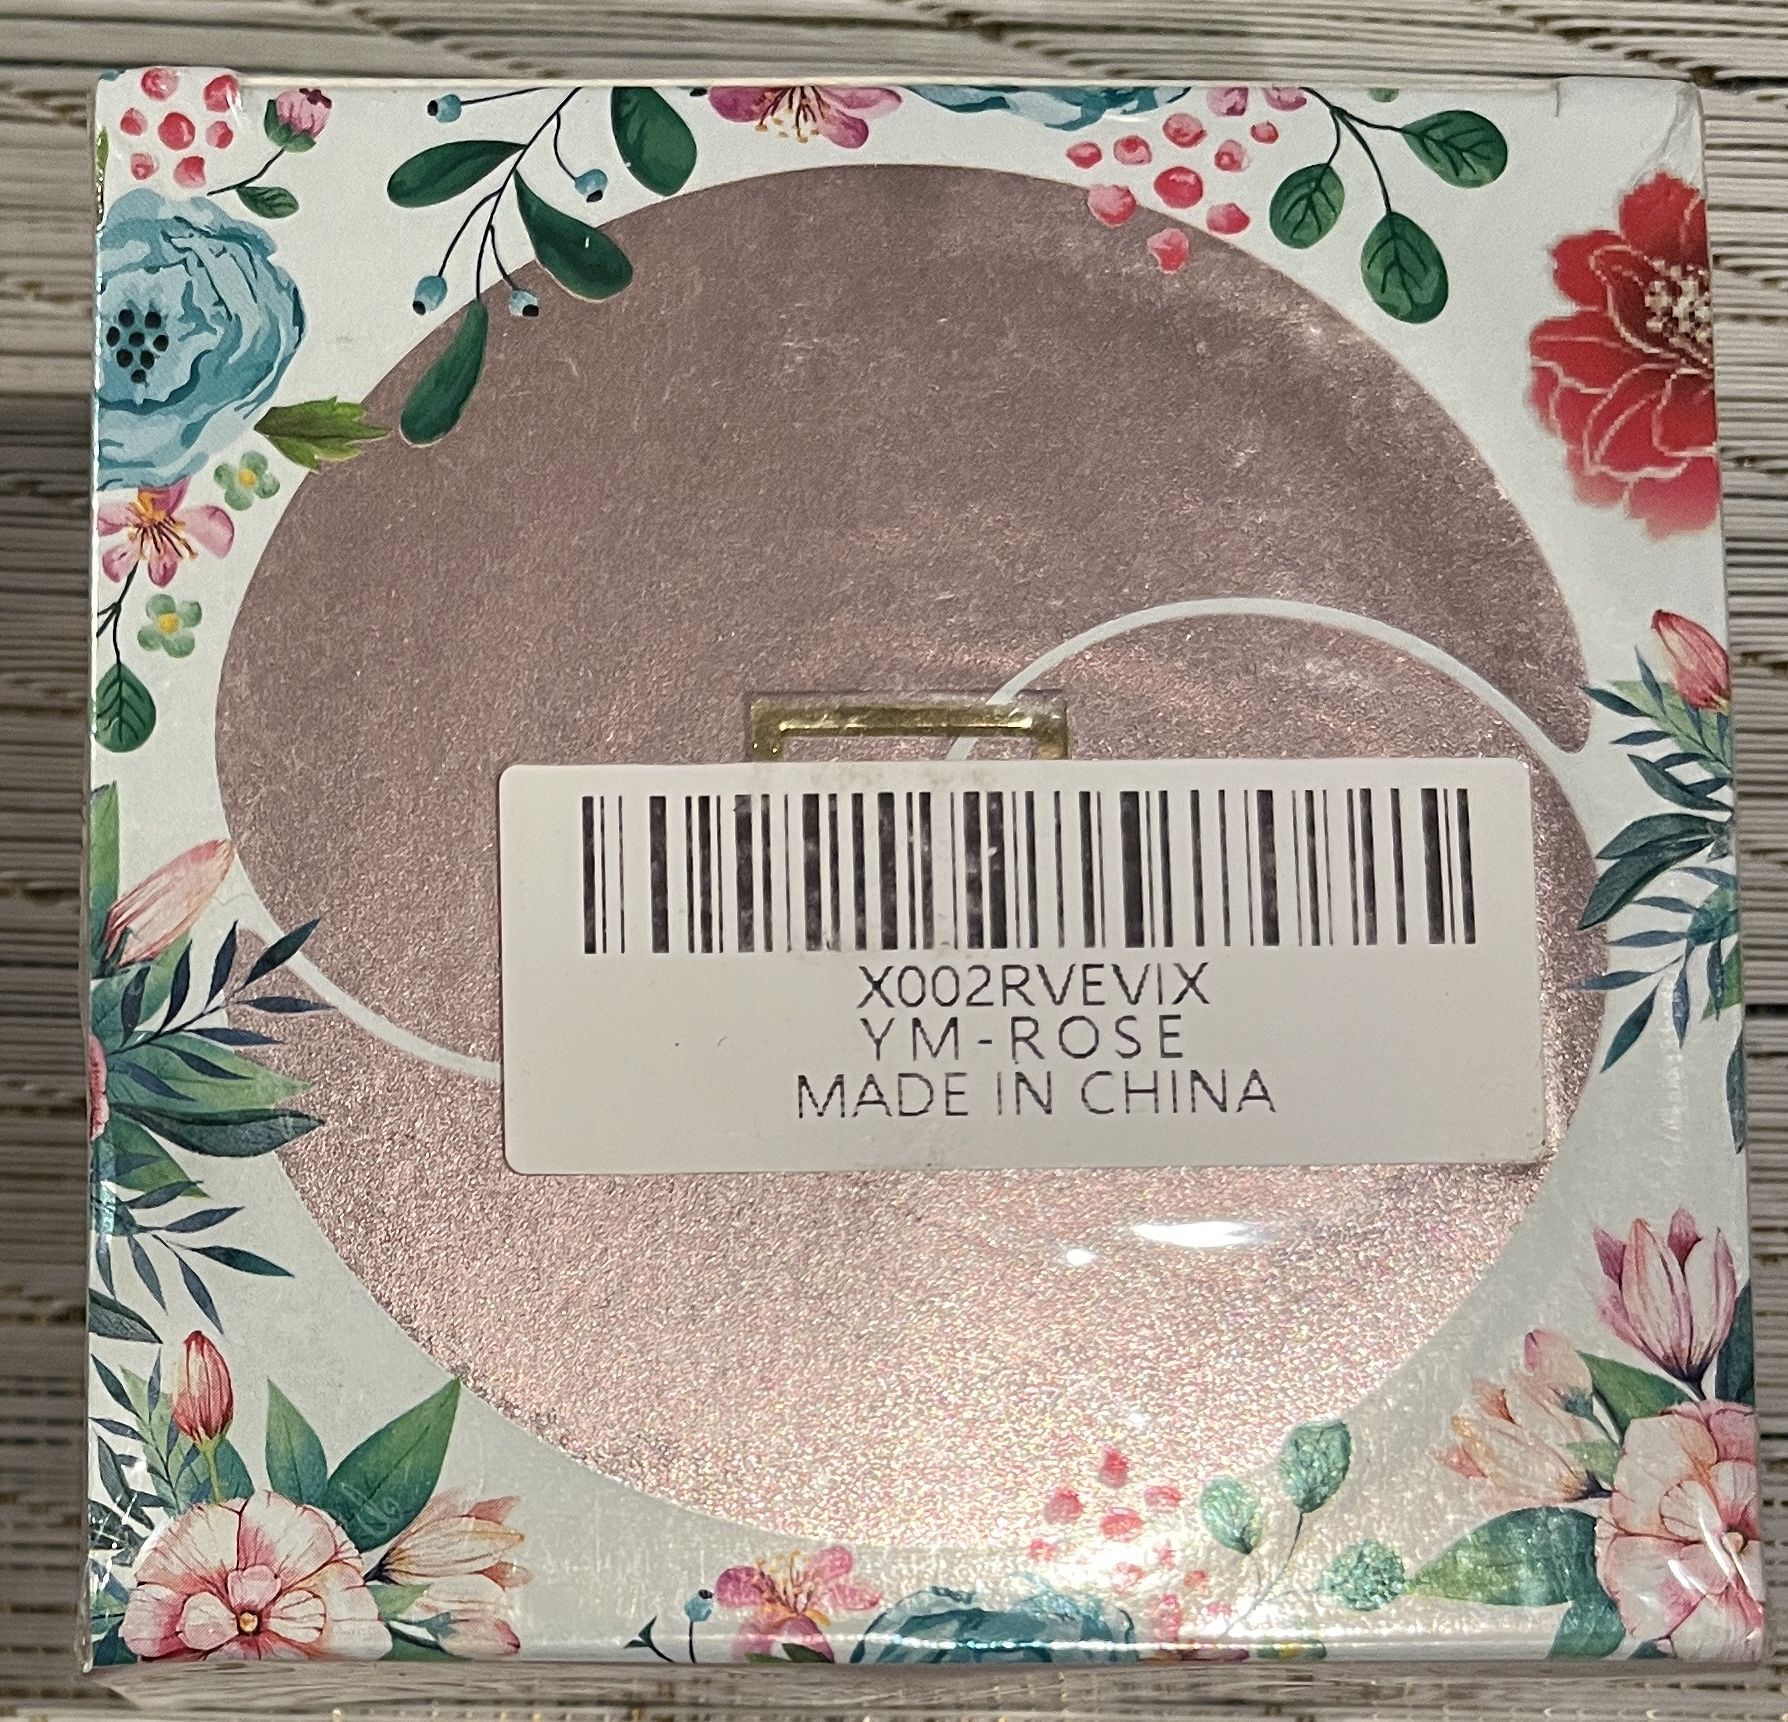 X002RVEVIX
YM-ROSE
MADE IN CHINA